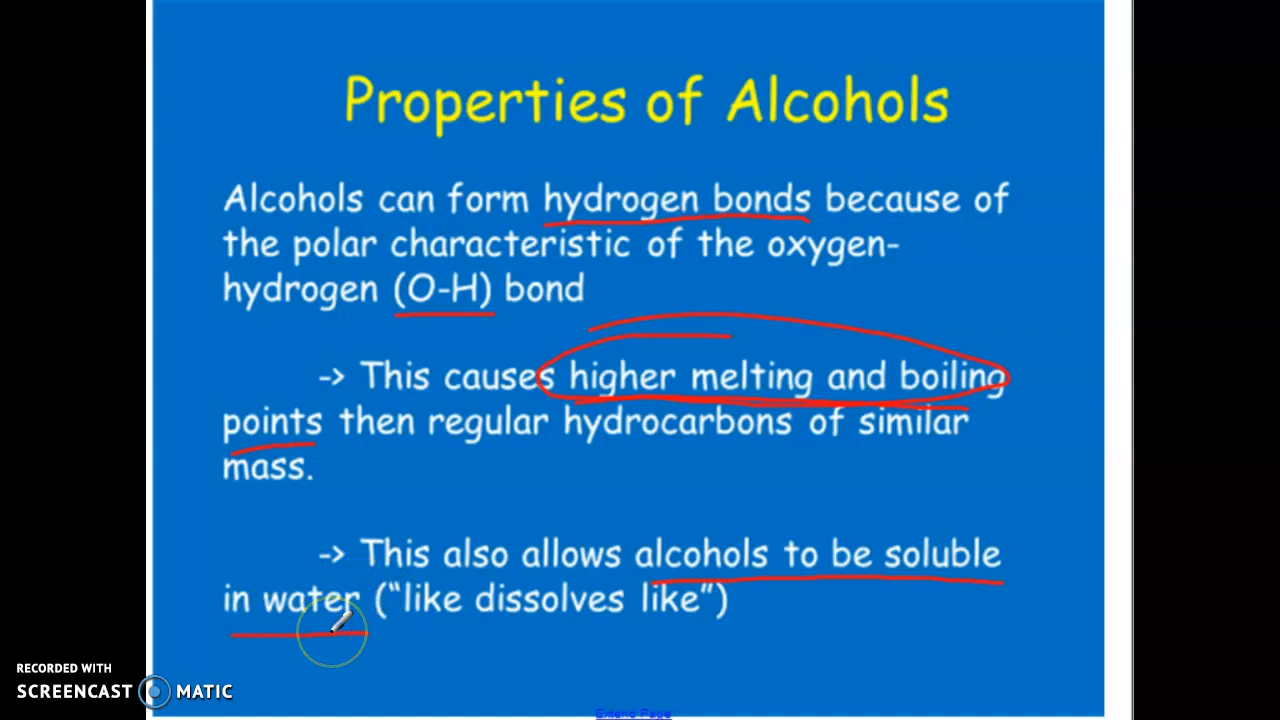 Properties of Alcohols
Alcohols can form hydrogen bonds because of
the polar characteristic of the oxygen-
hydrogen (O-H) bond
-> This causes higher melting and boiling
points then regular hydrocarbons of similar
mass.
-> This also allows alcohols to be soluble
in water (“like dissolves like”)
RECORDED WITH
SCREENCAST MATIC
Extend Page